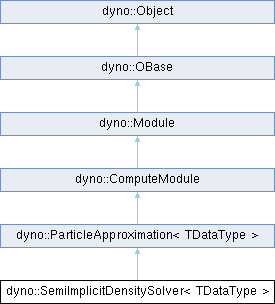 dyno::Object
dyno::OBase
dyno::Module
dyno::ComputeModule
dyno::ParticleApproximation< TDataType >
dyno::SemiImplicitDensitySolver< TDataType >